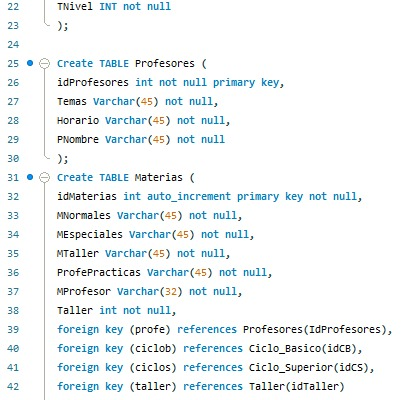 22 TNivel INT not null
23 );
24
25 Create TABLE Profesores (
26 idProfesores int not null primary key,
27 Temas Varchar(45) not null,
28 Horario Varchar(45) not null,
29 PNombre Varchar(45) not null
30 );
31 Create TABLE Materias (
32 idMaterias int auto_increment primary key not null,
33 MNormales Varchar(45) not null,
34 MEspeciales Varchar(45) not null,
35 MTaller Varchar(45) not null,
36 ProfePracticas Varchar(45) not null,
37 MProfesor Varchar(32) not null,
38 Taller int not null,
39 foreign key (profe) references Profesores(IdProfesores),
40 foreign key (ciclob) references Ciclo_Basico(idCB),
41 foreign key (ciclos) references Ciclo_Superior(idCS),
42 foreign key (taller) references Taller(idTaller)